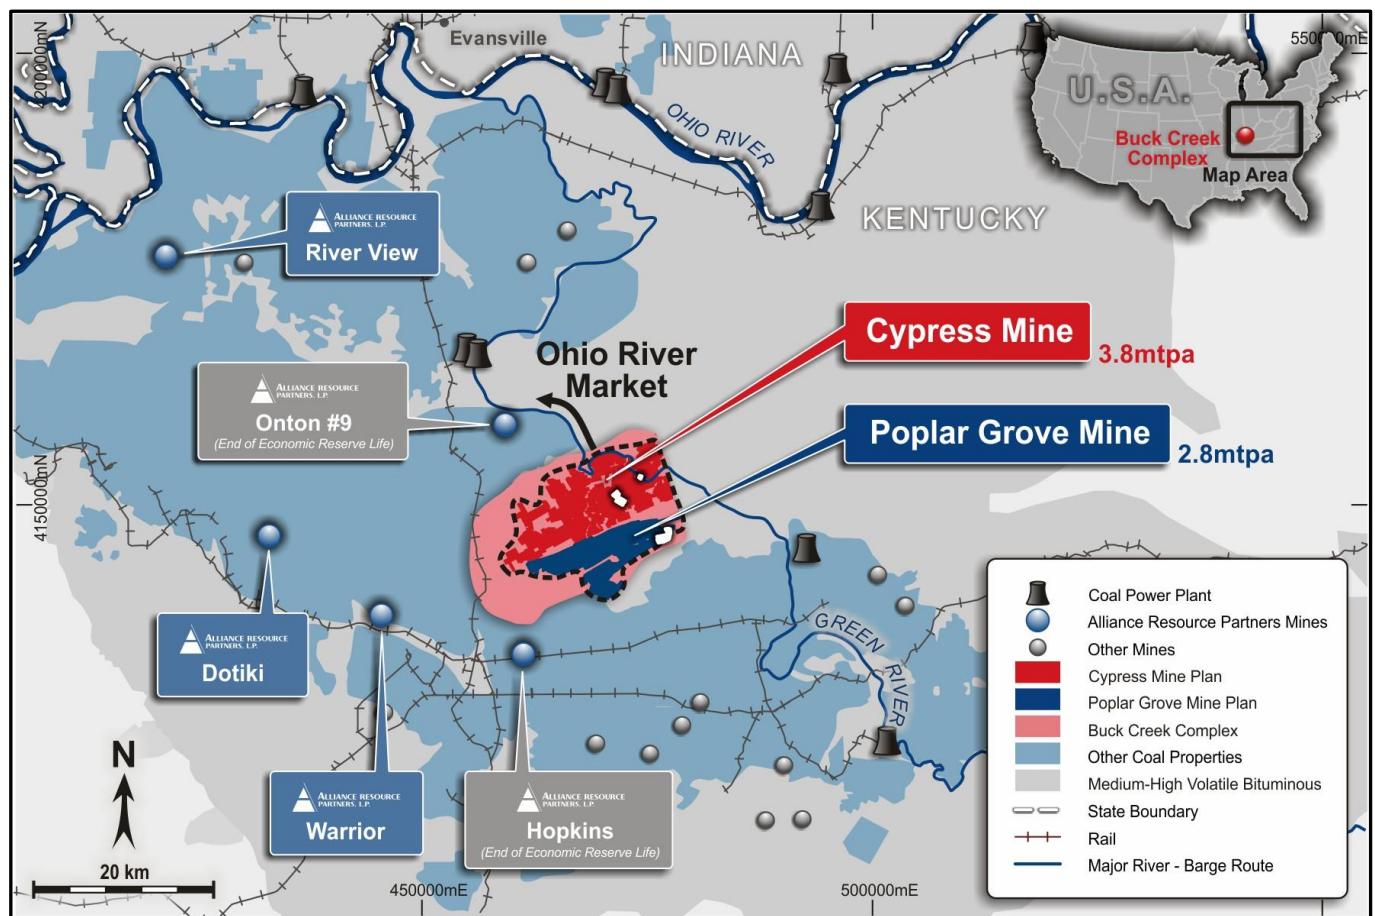 Evansville
INDIANA
550000mE
4200000mN
U.S.A.
OHIO RIVER
Buck Creek
Complex
Map Area
KENTUCKY
ALLIANCE RESOURCE
PARTNERS, L.P.
River View
Cypress Mine
3.8mtpa
Ohio River
Market
ALLIANCE RESOURCE
PARTNERS, L.P.
Onton #9
(End of Economic Reserve Life)
Poplar Grove Mine
2.8mtpa
4150000mN
Coal Power Plant
Alliance Resource Partners Mines
Other Mines
Cypress Mine Plan
Poplar Grove Mine Plan
Buck Creek Complex
Other Coal Properties
Medium-High Volatile Bituminous
State Boundary
Rail
Major River - Barge Route
GREEN RIVER
ALLIANCE RESOURCE
PARTNERS, L.P.
Dotiki
N
ALLIANCE RESOURCE
PARTNERS, L.P.
Warrior
ALLIANCE RESOURCE
PARTNERS, L.P.
Hopkins
(End of Economic Reserve Life)
20 km
450000mE
500000mE